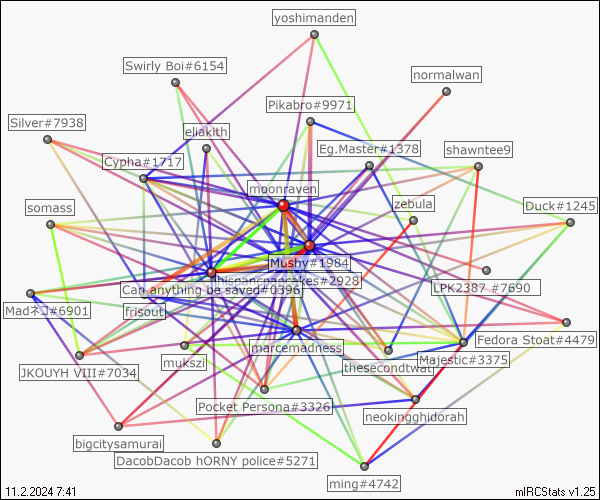 yoshimanden
Swirly Boi#6154
normalwan
Pikabro#9971
Silver#7938
eliakith
Eg.Master#1378
shawntee9
Cypha#1717
moonraven
zebula
somass
Duck#1245
Mushy#1984
hispanicpancakes#2928
LPK2387 #7690
Can anything be saved#0396
Madネコ#6901
frisout
Fedora Stoat#4479
marcemadness
Majestic#3375
mukszi
thesecondtwat
JKOUYH VIII#7034
Pocket Persona#3326
neokingghidorah
bigcitysamurai
DacobDacob hORNY police#5271
ming#4742
11.2.2024 7:41
mIRCStats v1.25